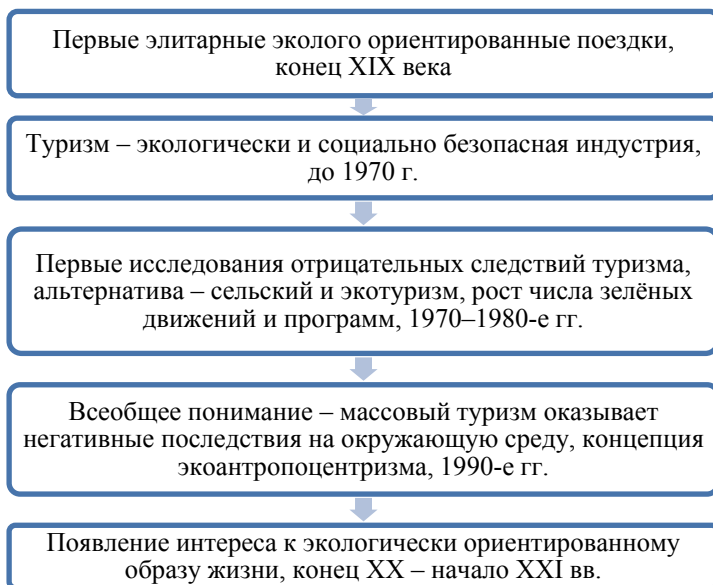 Первые элитарные эколого ориентированные поездки,
конец XIX века
Туризм – экологически и социально безопасная индустрия,
до 1970 г.
Первые исследования отрицательных следствий туризма,
альтернатива – сельский и экотуризм, рост числа зелёных
движений и программ, 1970–1980-е гг.
Всеобщее понимание – массовый туризм оказывает
негативные последствия на окружающую среду, концепция
экоантропоцентризма, 1990-е гг.
Появление интереса к экологически ориентированному
образу жизни, конец XX – начало XXI вв.